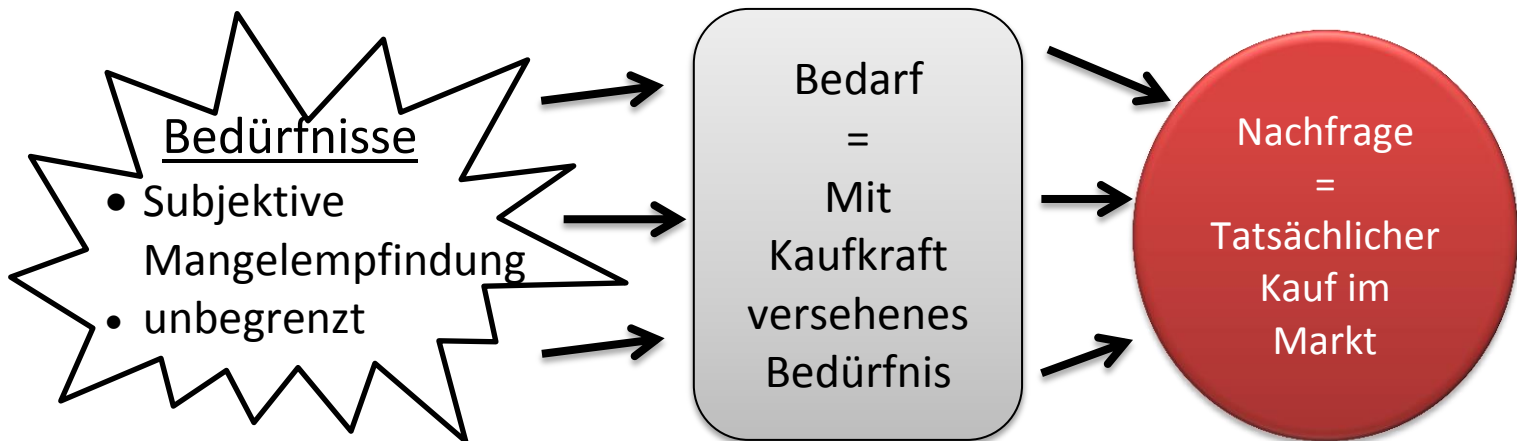 Bedürfnisse
• Subjektive
Mangelempfindung
• unbegrenzt
Bedarf
=
Mit
Kaufkraft
versehenes
Bedürfnis
Nachfrage
=
Tatsächlicher
Kauf im
Markt